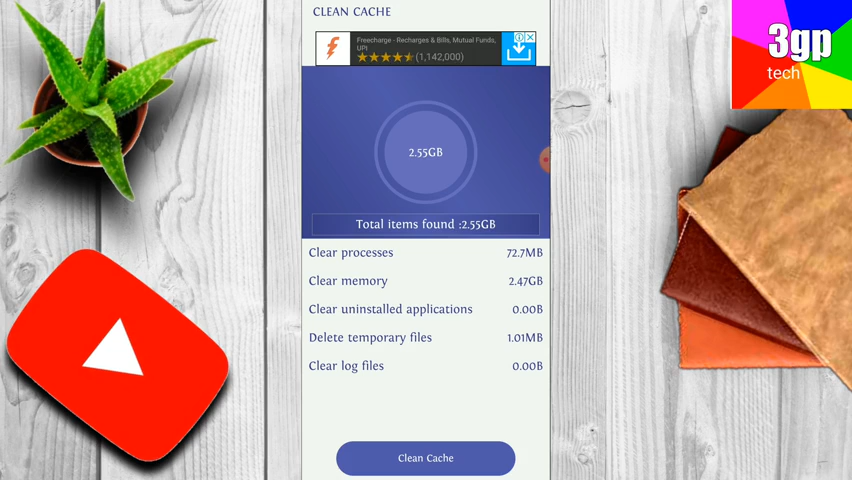 CLEAN CACHE
Freecharge - Recharges & Bills, Mutual Funds,
UPI
(1,142,000)
3gp
tech
2.55GB
Total items found :2.55GB
Clear processes 72.7MB
Clear memory 2.47GB
Clear uninstalled applications 0.00B
Delete temporary files 1.01MB
Clear log files 0.00B
Clean Cache